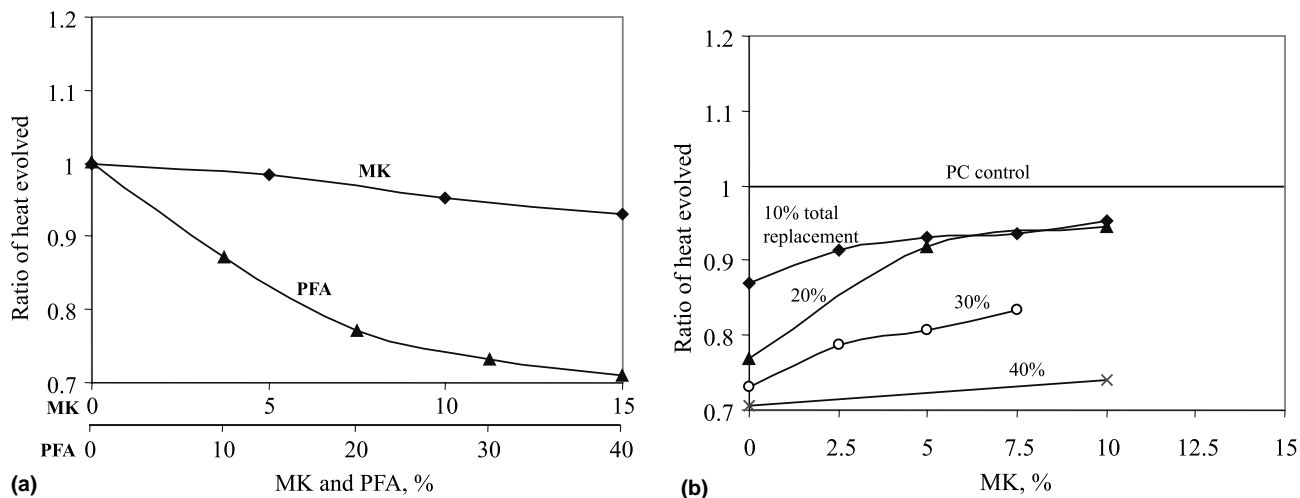 Ratio of heat evolved
1.2
1.1
1
0.9
0.8
0.7
MK
PFA
MK 0 5 10 15
PFA 0 10 20 30 40
MK and PFA, %
(a)
Ratio of heat evolved
1.2
1.1
1
0.9
0.8
0.7
PC control
10% total
replacement
20%
30%
40%
0 2.5 5 7.5 10 12.5 15
MK, %
(b)